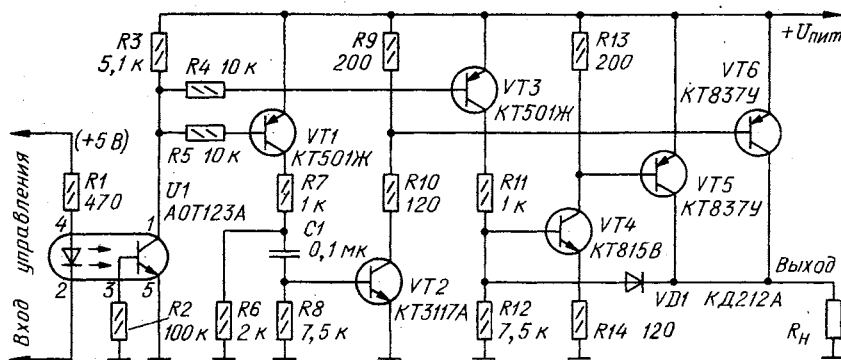 R3
5,1 к
R4 10 к
R9
200
VT3
КТ501Ж
R13
200
+Uпит
VT6
КТ837У
(+5 В)
R5 10 к
VT1
КТ501Ж
R1
470
U1
АОТ123А
R7
1 к
R10
120
R11
1 к
VT5
КТ837У
VT4
КТ815В
4
1
C1
0,1 мк
2
3
5
VT2
КТ3117А
VD1 КД212А
Выход
Вход управления
R2
100 к
R6
2 к
R8
7,5 к
R12
7,5 к
R14 120
Rн